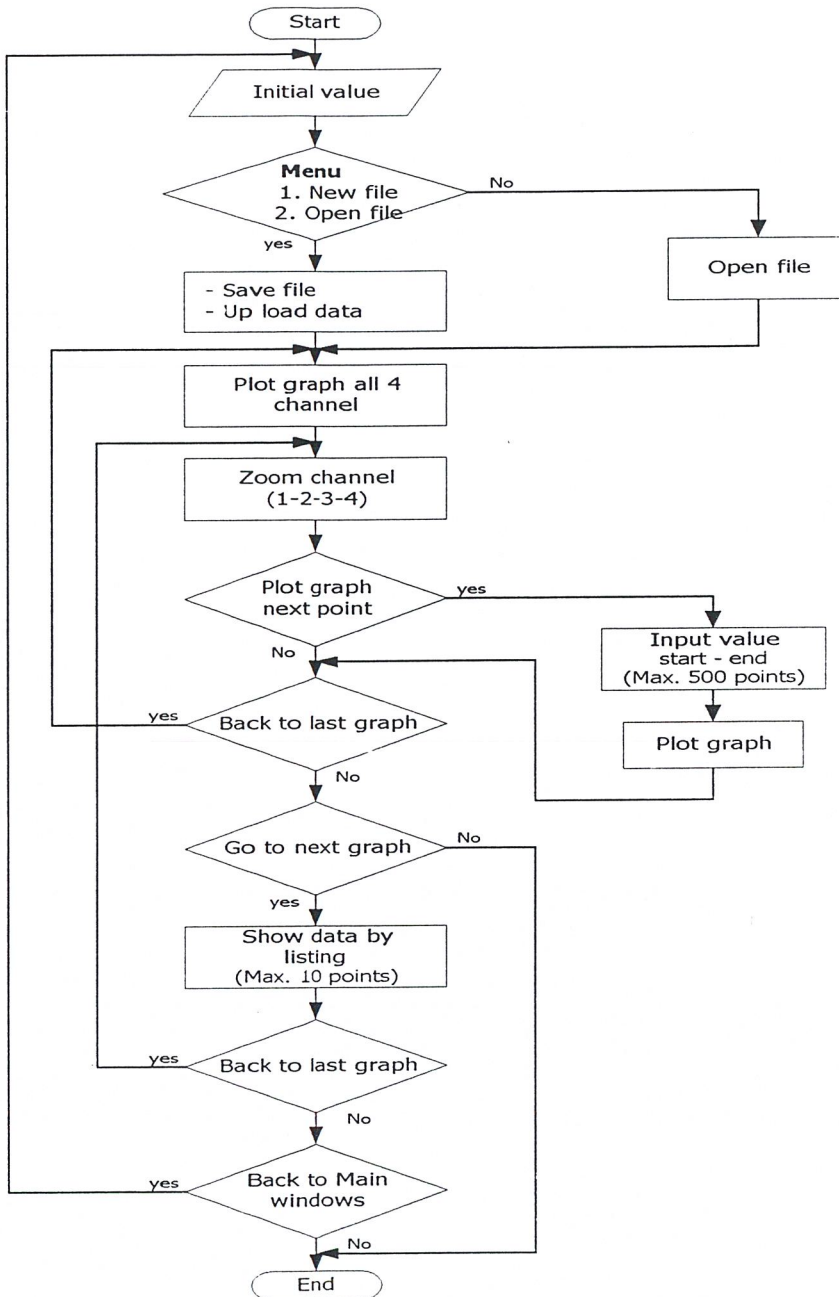 Start
Initial value
Menu
1. New file
2. Open file
No
yes
Open file
- Save file
- Up load data
Plot graph all 4
channel
Zoom channel
(1-2-3-4)
Plot graph
next point
yes
No
Input value
start - end
(Max. 500 points)
yes
Back to last graph
Plot graph
No
Go to next graph
No
yes
Show data by
listing
(Max. 10 points)
yes
Back to last graph
No
yes
Back to Main
windows
No
End